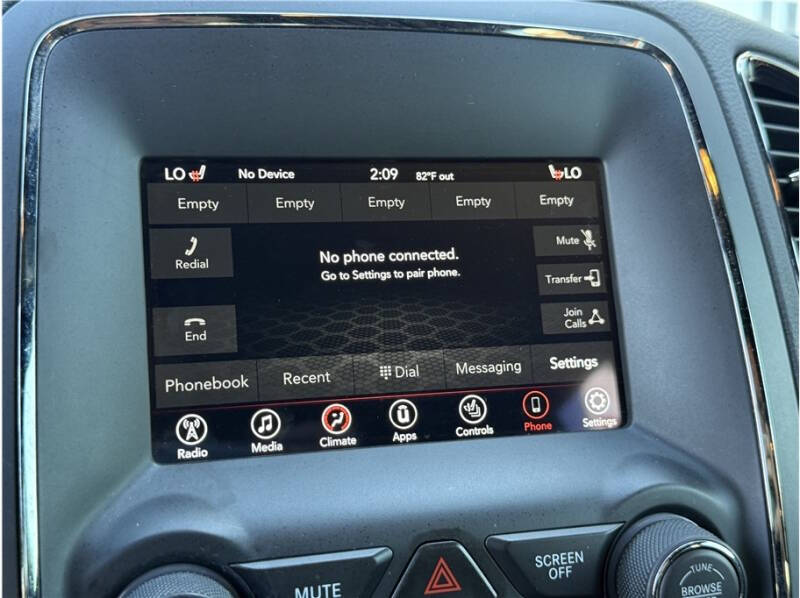 LO No Device 2:09 82°F out LO
Empty Empty Empty Empty Empty
Redial
No phone connected.
Go to Settings to pair phone.
Mute
Transfer
End
Join
Calls
Phonebook Recent Dial Messaging Settings
Radio Media Climate Apps Controls Phone Settings
MUTE
SCREEN
OFF
TUNE
BROWSE